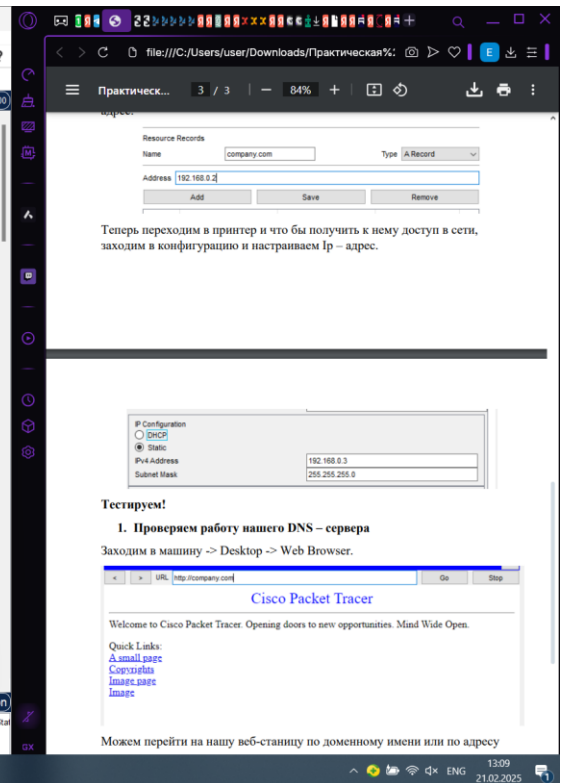 file:///C:/Users/user/Downloads/Практическая%:
E
Практическ...
3 / 3
84%
адрес.
Resource Records
Name company.com Type A Record
Address 192.168.0.2
Add Save Remove
Теперь переходим в принтер и что бы получить к нему доступ в сети,
заходим в конфигурацию и настраиваем Ip – адрес.
IP Configuration
DHCP
Static
IPv4 Address 192.168.0.3
Subnet Mask 255.255.255.0
Тестируем!
1. Проверяем работу нашего DNS – сервера
Заходим в машину -> Desktop -> Web Browser.
< > URL http://company.com Go Stop
Cisco Packet Tracer
Welcome to Cisco Packet Tracer. Opening doors to new opportunities. Mind Wide Open.
Quick Links:
A small page
Copyrights
Image page
Image
Можем перейти на нашу веб-станицу по доменному имени или по адресу
GX
ENG
13:09
21.02.2025
1